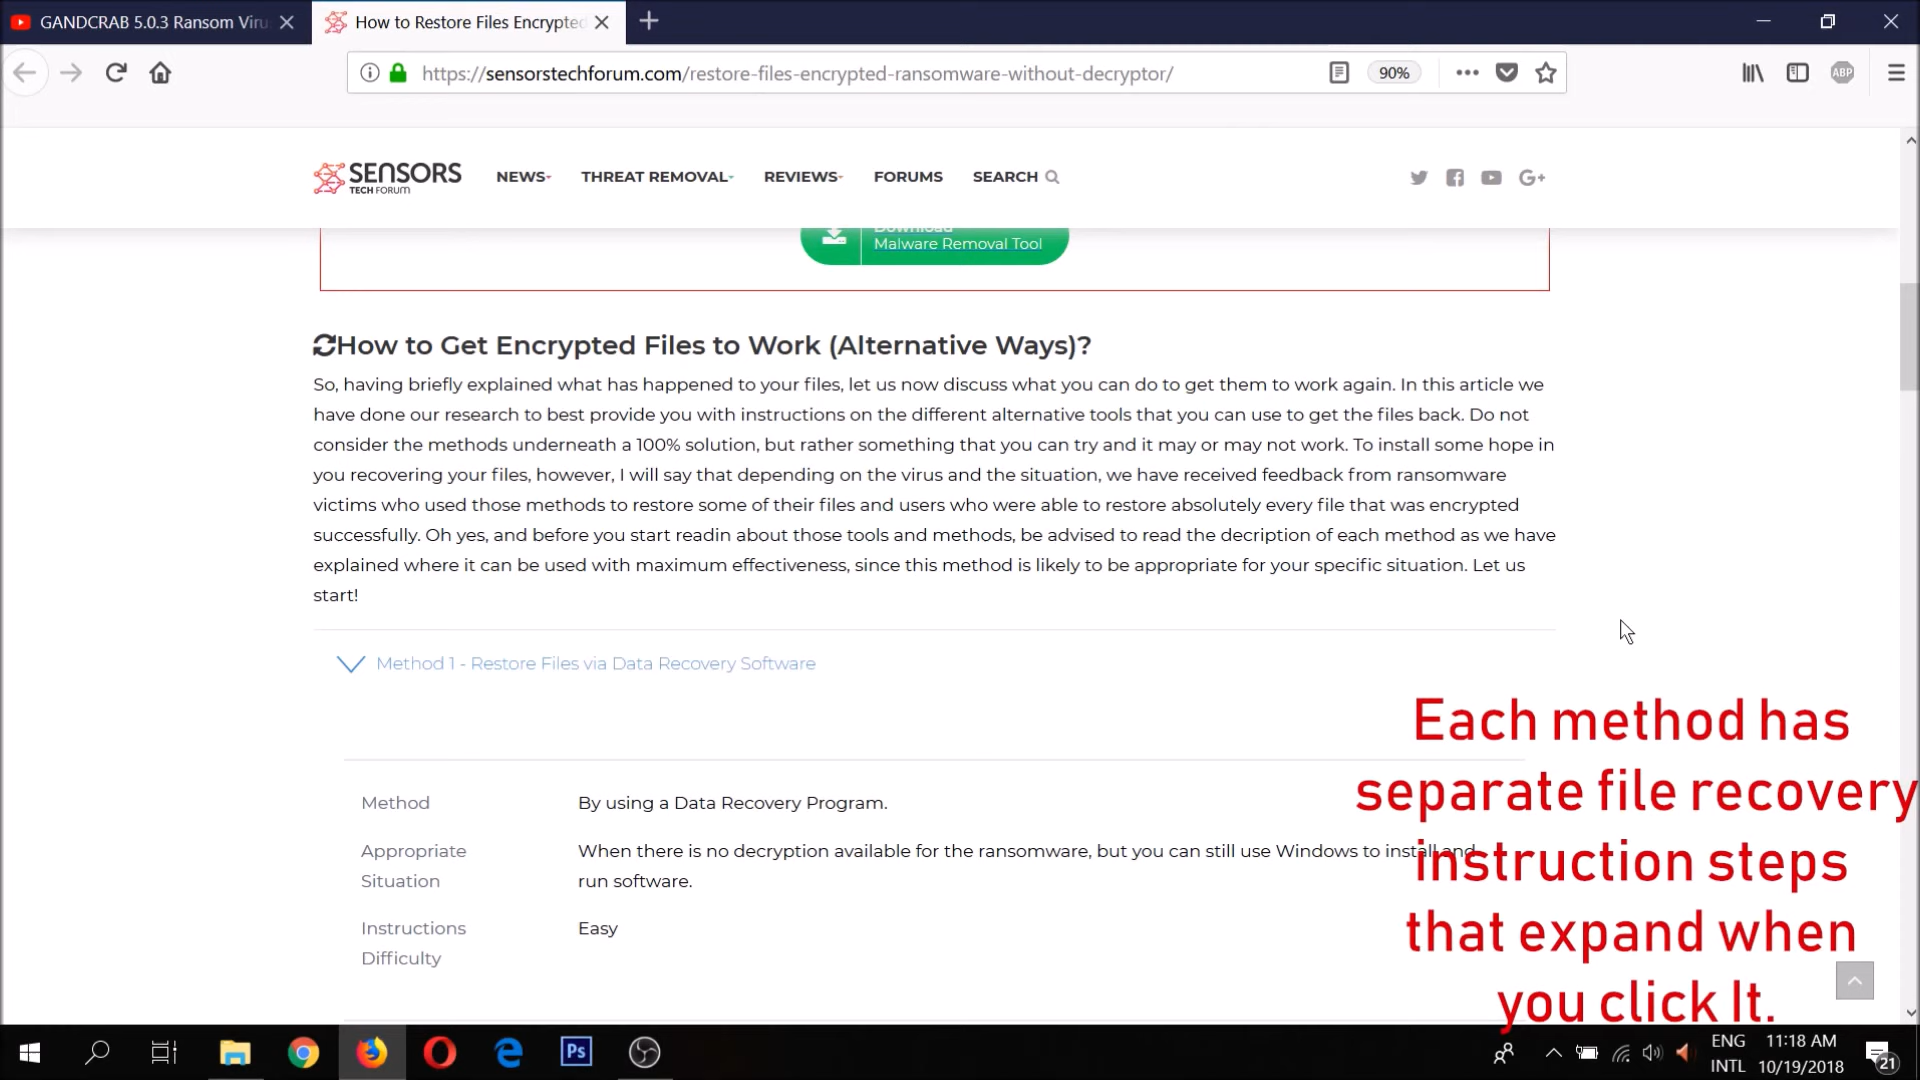 GANDCRAB 5.0.3 Ransom Viru
How to Restore Files Encrypted
https://sensorstechforum.com/restore-files-encrypted-ransomware-without-decryptor/
90%
ABP
SENSORS
TECH FORUM
NEWS
THREAT REMOVAL
REVIEWS
FORUMS
SEARCH
G+
Download
Malware Removal Tool
How to Get Encrypted Files to Work (Alternative Ways)?
So, having briefly explained what has happened to your files, let us now discuss what you can do to get them to work again. In this article we
have done our research to best provide you with instructions on the different alternative tools that you can use to get the files back. Do not
consider the methods underneath a 100% solution, but rather something that you can try and it may or may not work. To install some hope in
you recovering your files, however, I will say that depending on the virus and the situation, we have received feedback from ransomware
victims who used those methods to restore some of their files and users who were able to restore absolutely every file that was encrypted
successfully. Oh yes, and before you start readin about those tools and methods, be advised to read the decription of each method as we have
explained where it can be used with maximum effectiveness, since this method is likely to be appropriate for your specific situation. Let us
start!
Method 1 - Restore Files via Data Recovery Software
Method
By using a Data Recovery Program.
Appropriate
Situation
When there is no decryption available for the ransomware, but you can still use Windows to install and
run software.
Instructions
Difficulty
Easy
Each method has
separate file recovery
instruction steps
that expand when
you click It.
Ps
ENG
INTL
11:18 AM
10/19/2018
21